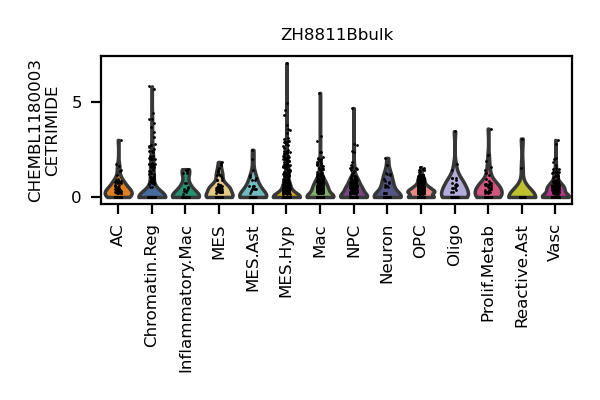 ZH8811Bbulk
CHEMBL1180003
CETRIMIDE
5
0
AC
Chromatin.Reg
Inflammatory.Mac
MES
MES.Ast
MES.Hyp
Mac
NPC
Neuron
OPC
Oligo
Prolif.Metab
Reactive.Ast
Vasc